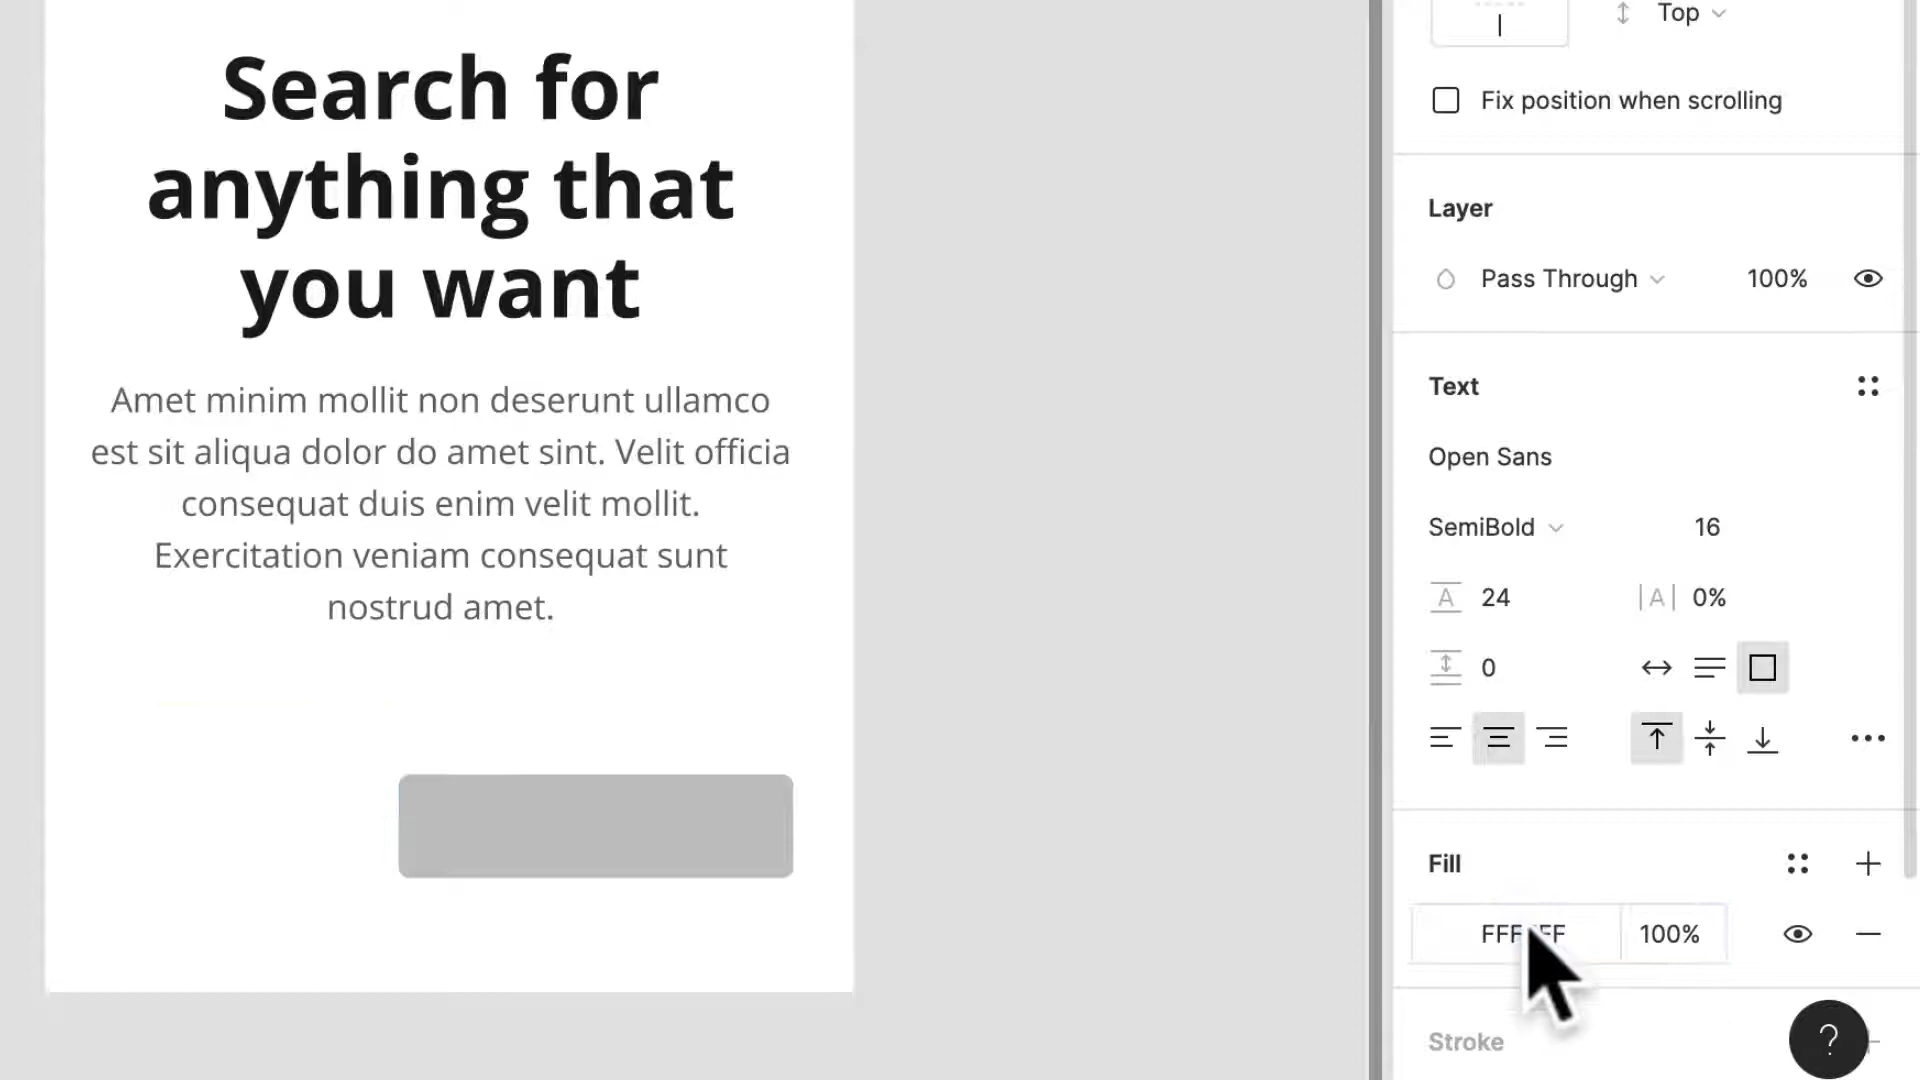 Search for
anything that
you want
Amet minim mollit non deserunt ullamco
est sit aliqua dolor do amet sint. Velit officia
consequat duis enim velit mollit.
Exercitation veniam consequat sunt
nostrud amet.
Top
Fix position when scrolling
Layer
Pass Through 100%
Text
Open Sans
SemiBold 16
A 24 |A| 0%
0
Fill
100%
Stroke
?